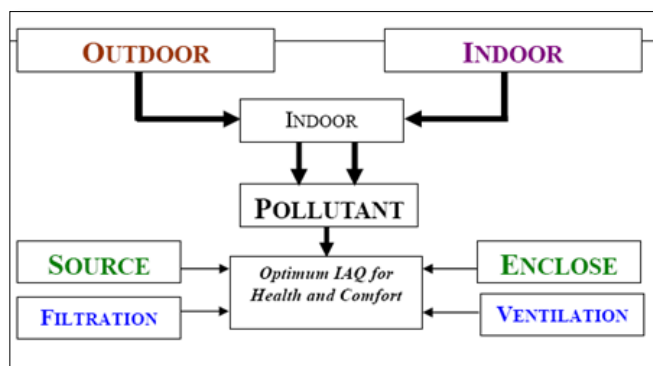 OUTDOOR
INDOOR
INDOOR
POLLUTANT
SOURCE
Optimum IAQ for
Health and Comfort
ENCLOSE
FILTRATION
VENTILATION